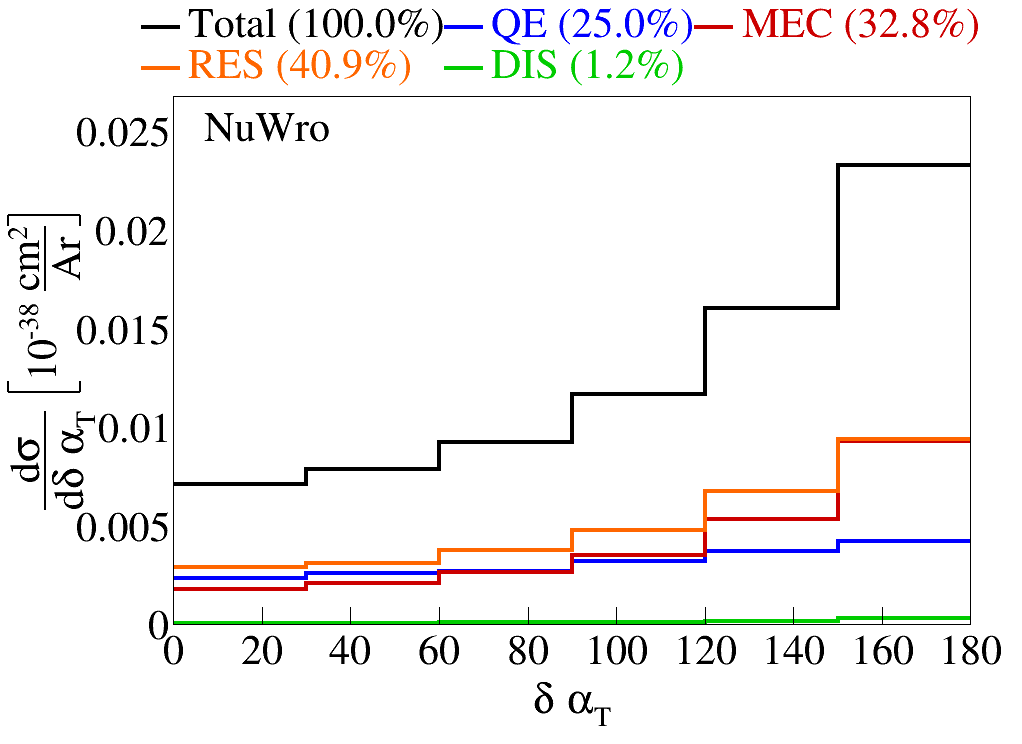 Total (100.0%) QE (25.0%) MEC (32.8%)
RES (40.9%) DIS (1.2%)
NuWro
0.025
0.02
0.015
0.01
0.005
0
dσ/dδ α_T [10^-38 cm^2/Ar]
0 20 40 60 80 100 120 140 160 180
δ α_T